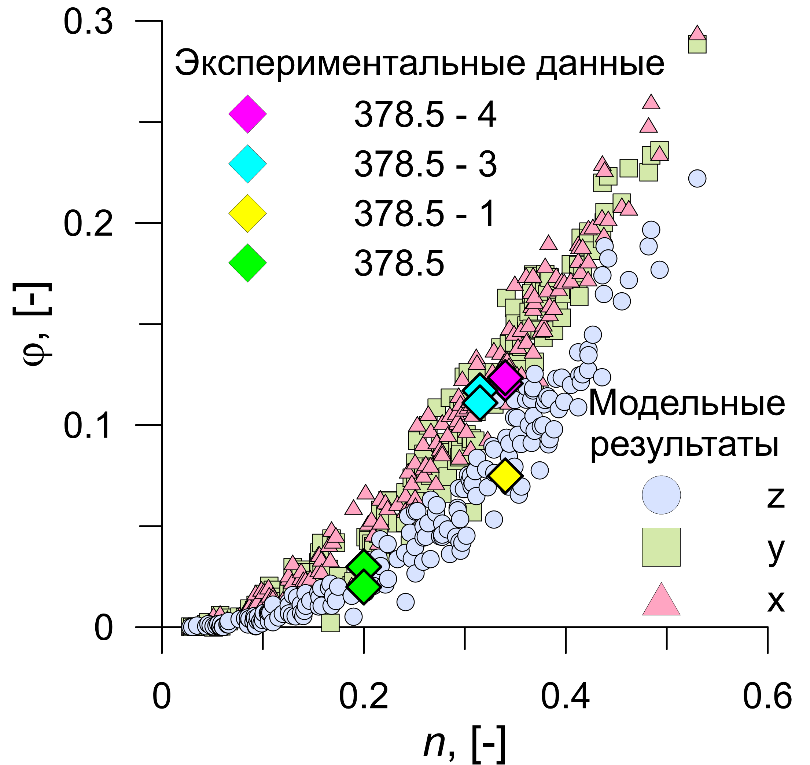 0.3
Экспериментальные данные
378.5 - 4
378.5 - 3
0.2
378.5 - 1
378.5
φ, [-]
0.1
Модельные
результаты
z
y
x
0
0
0.2
0.4
0.6
n, [-]